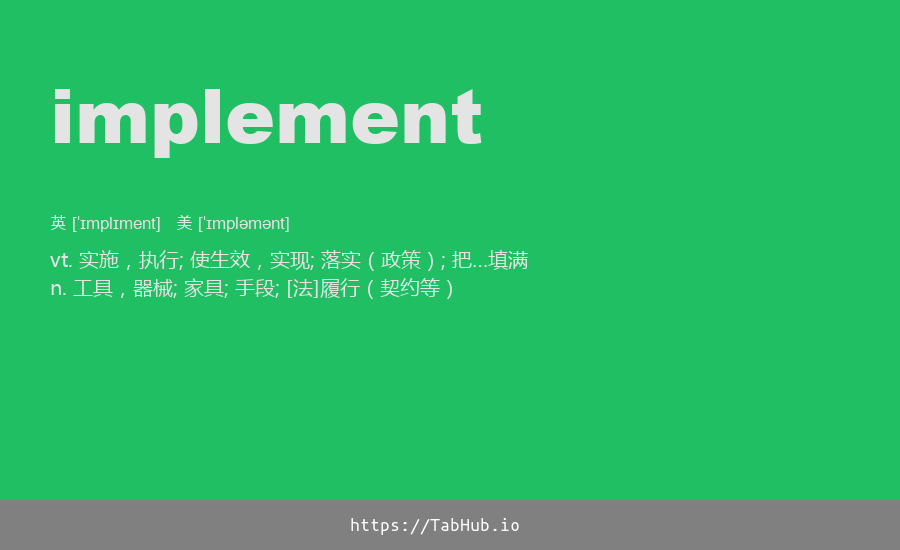 implement
英 [ˈɪmplɪment] 美 [ˈɪmpləmənt]
vt. 实施，执行; 使生效，实现; 落实（政策）; 把…填满
n. 工具，器械; 家具; 手段; [法]履行（契约等）
https://TabHub.io